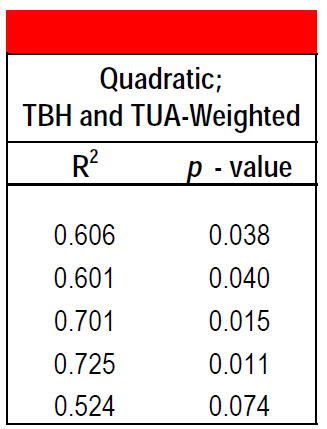 Quadratic;
TBH and TUA-Weighted
R² p - value
0.606 0.038
0.601 0.040
0.701 0.015
0.725 0.011
0.524 0.074